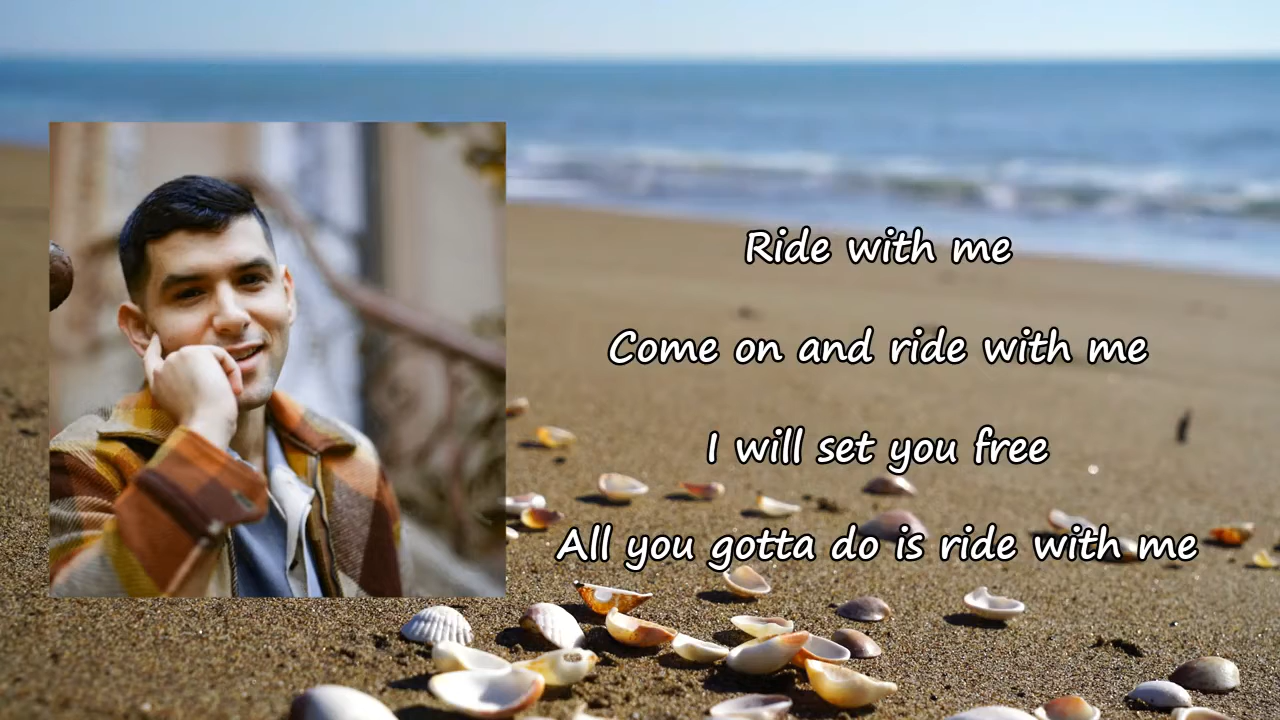 Ride with me
Come on and ride with me
I will set you free
All you gotta do is ride with me